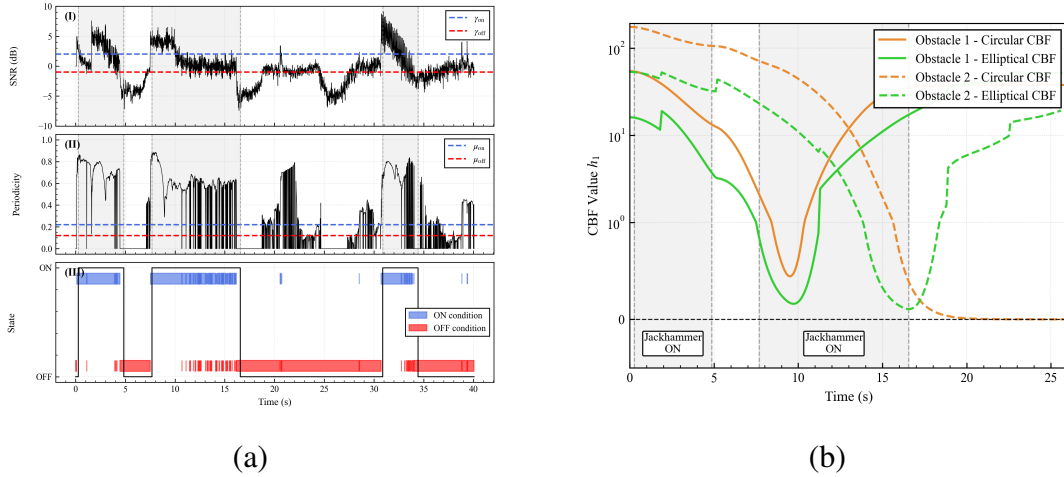 (I)
γon
γoff
SNR (dB)
10
5
0
−5
−10
(II)
μon
μoff
Periodicity
1.0
0.8
0.6
0.4
0.2
0.0
(III)
ON condition
OFF condition
State
ON
OFF
0 5 10 15 20 25 30 35 40
Time (s)
(a)
Obstacle 1 - Circular CBF
Obstacle 1 - Elliptical CBF
Obstacle 2 - Circular CBF
Obstacle 2 - Elliptical CBF
CBF Value h1
10²
10¹
10⁰
0
Jackhammer
ON
Jackhammer
ON
0 5 10 15 20 25
Time (s)
(b)